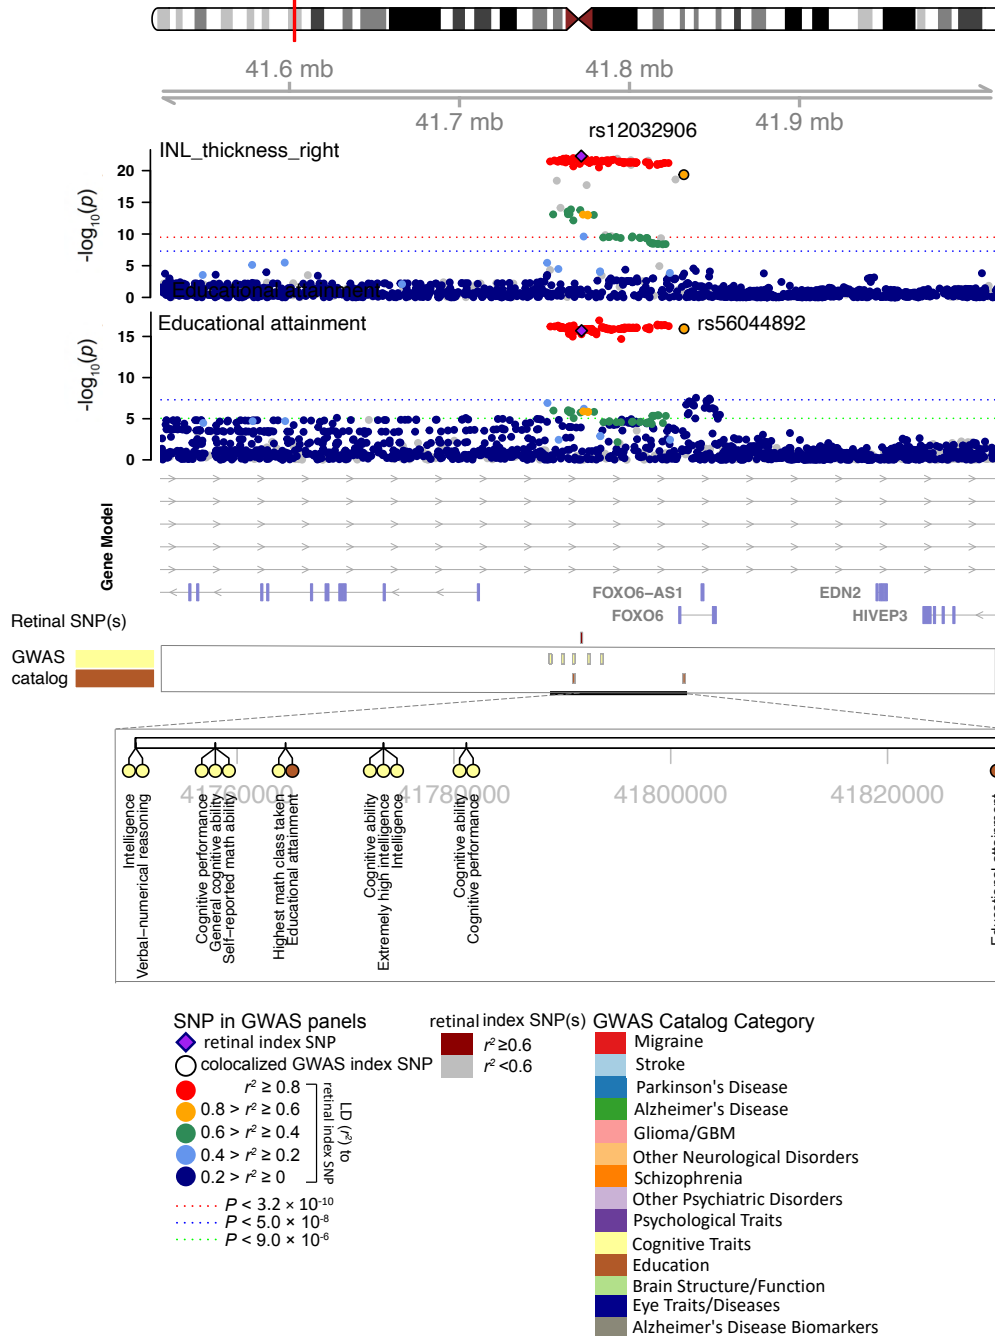 41.6 mb
41.8 mb
41.7 mb
41.9 mb
rs12032906
INL_thickness_right
20
15
10
5
0
-log10(p)
Educational attainment
Educational attainment
rs56044892
15
10
5
0
-log10(p)
Gene Model
FOXO6−AS1
EDN2
FOXO6
HIVEP3
Retinal SNP(s)
GWAS
catalog
41760000
41780000
41800000
41820000
Intelligence
Verbal−numerical reasoning
Cognitive performance
General cognitive ability
Self−reported math ability
Highest math class taken
Educational attainment
Cognitive ability
Extremely high intelligence
Intelligence
Cognitive ability
Cognitive performance
Educational attainment
SNP in GWAS panels
retinal index SNP
colocalized GWAS index SNP
r² ≥ 0.8
0.8 > r² ≥ 0.6
0.6 > r² ≥ 0.4
0.4 > r² ≥ 0.2
0.2 > r² ≥ 0
LD (r²) to
retinal index SNP
P < 3.2 × 10⁻¹⁰
P < 5.0 × 10⁻⁸
P < 9.0 × 10⁻⁶
retinal index SNP(s)
r² ≥0.6
r² <0.6
GWAS Catalog Category
Migraine
Stroke
Parkinson's Disease
Alzheimer's Disease
Glioma/GBM
Other Neurological Disorders
Schizophrenia
Other Psychiatric Disorders
Psychological Traits
Cognitive Traits
Education
Brain Structure/Function
Eye Traits/Diseases
Alzheimer's Disease Biomarkers